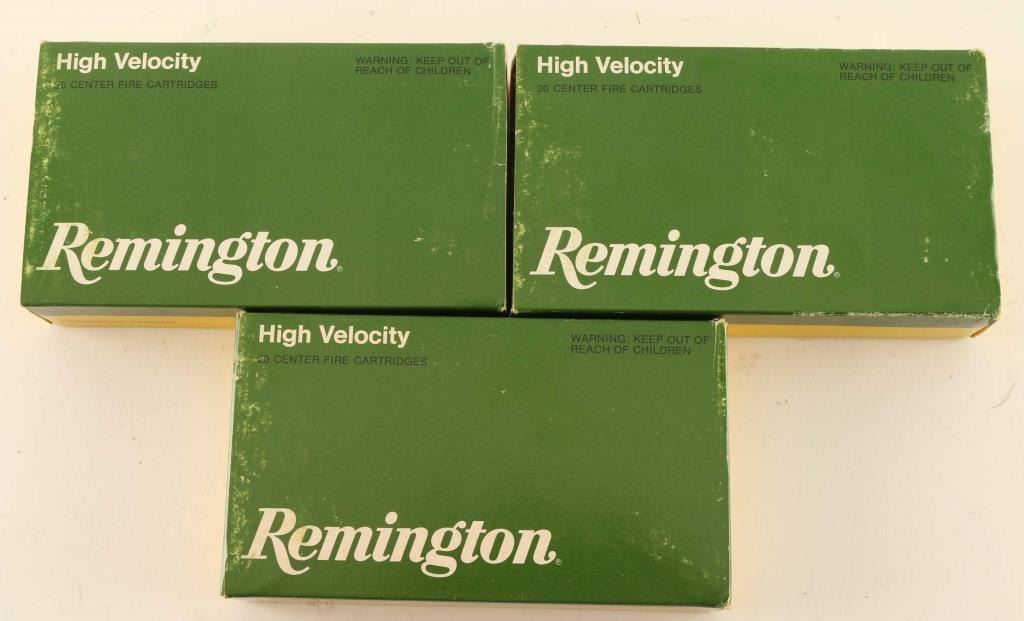 High Velocity
20 CENTER FIRE CARTRIDGES
WARNING: KEEP OUT OF
REACH OF CHILDREN
Remington®
High Velocity
20 CENTER FIRE CARTRIDGES
WARNING: KEEP OUT OF
REACH OF CHILDREN
Remington®
High Velocity
20 CENTER FIRE CARTRIDGES
WARNING: KEEP OUT OF
REACH OF CHILDREN
Remington®